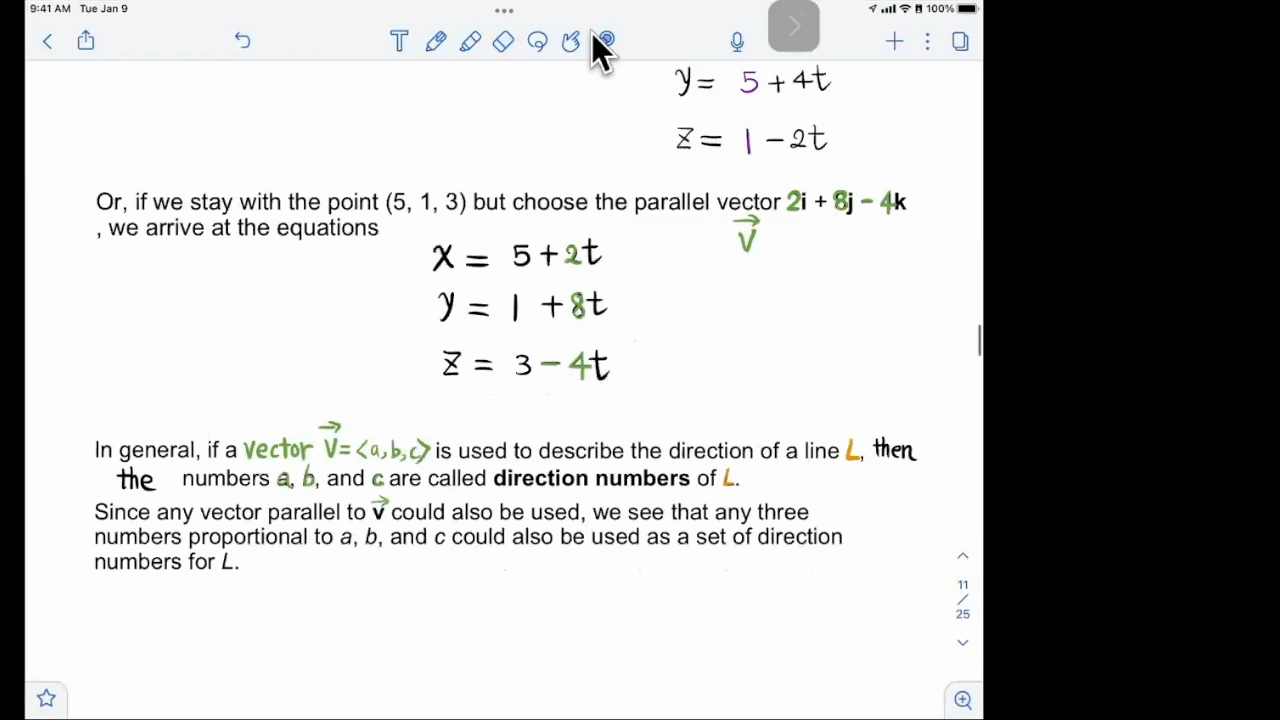 9:41 AM Tue Jan 9
100%
y = 5 + 4t
z = 1 - 2t
Or, if we stay with the point (5, 1, 3) but choose the parallel vector 2i + 8j - 4k
v
, we arrive at the equations
x = 5 + 2t
y = 1 + 8t
z = 3 - 4t
In general, if a vector v = <a, b, c> is used to describe the direction of a line L, then
the numbers a, b, and c are called direction numbers of L.
Since any vector parallel to v could also be used, we see that any three
numbers proportional to a, b, and c could also be used as a set of direction
numbers for L.
11
/
25